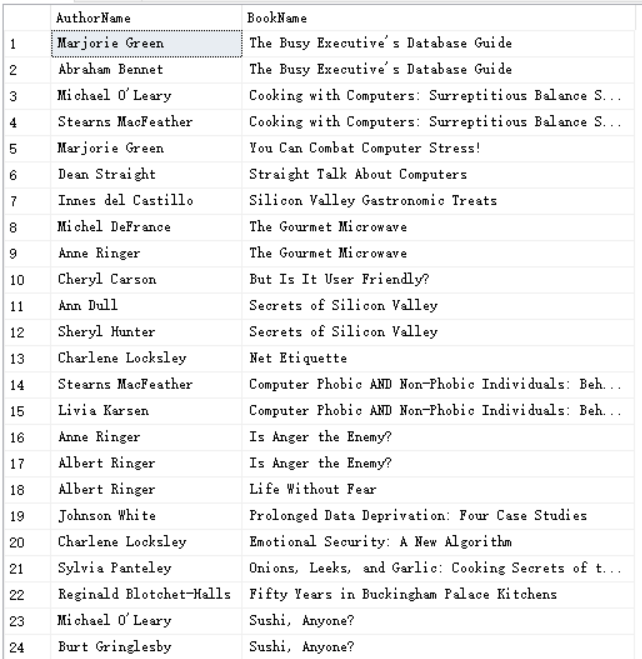 AuthorName BookName
1 Marjorie Green The Busy Executive's Database Guide
2 Abraham Bennet The Busy Executive's Database Guide
3 Michael O'Leary Cooking with Computers: Surreptitious Balance S...
4 Stearns MacFeather Cooking with Computers: Surreptitious Balance S...
5 Marjorie Green You Can Combat Computer Stress!
6 Dean Straight Straight Talk About Computers
7 Innes del Castillo Silicon Valley Gastronomic Treats
8 Michel DeFrance The Gourmet Microwave
9 Anne Ringer The Gourmet Microwave
10 Cheryl Carson But Is It User Friendly?
11 Ann Dull Secrets of Silicon Valley
12 Sheryl Hunter Secrets of Silicon Valley
13 Charlene Locksley Net Etiquette
14 Stearns MacFeather Computer Phobic AND Non-Phobic Individuals: Beh...
15 Livia Karsen Computer Phobic AND Non-Phobic Individuals: Beh...
16 Anne Ringer Is Anger the Enemy?
17 Albert Ringer Is Anger the Enemy?
18 Albert Ringer Life Without Fear
19 Johnson White Prolonged Data Deprivation: Four Case Studies
20 Charlene Locksley Emotional Security: A New Algorithm
21 Sylvia Panteley Onions, Leeks, and Garlic: Cooking Secrets of t...
22 Reginald Blotchet-Halls Fifty Years in Buckingham Palace Kitchens
23 Michael O'Leary Sushi, Anyone?
24 Burt Gringlesby Sushi, Anyone?